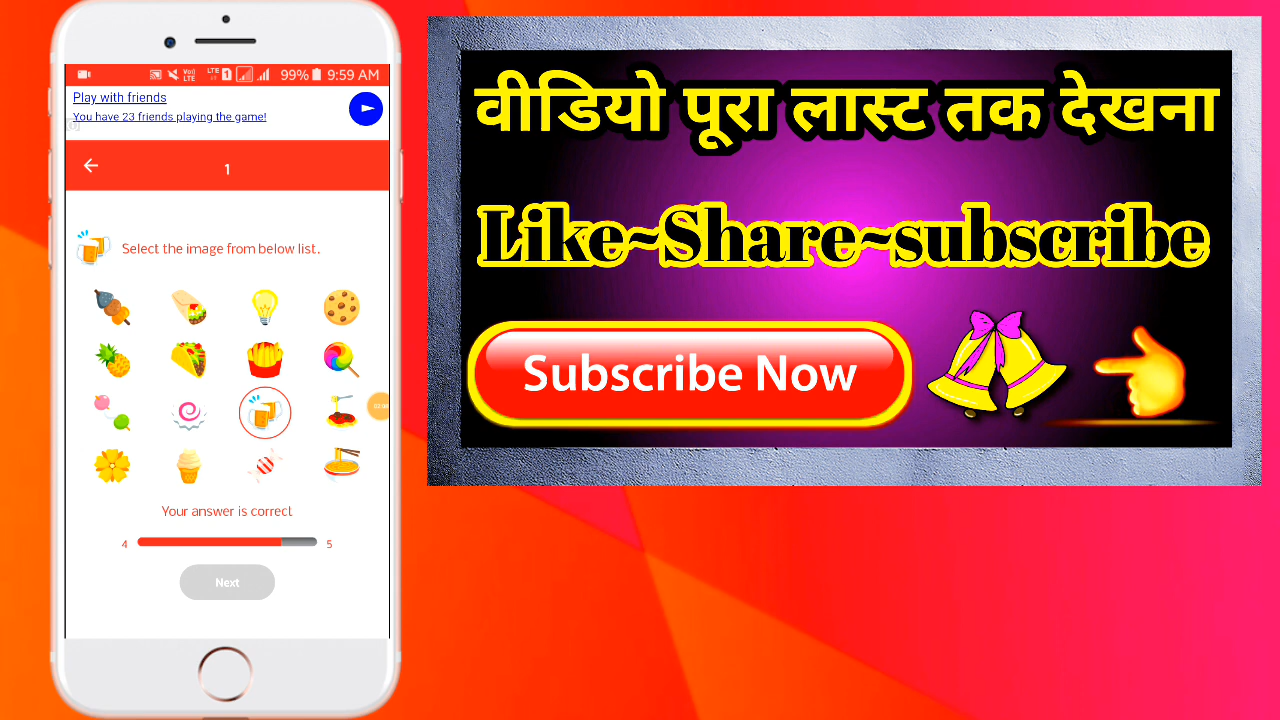 99% 9:59 AM
Play with friends
You have 23 friends playing the game!
1
Select the image from below list.
Your answer is correct
4 5
Next
वीडियो पूरा लास्ट तक देखना
Like~Share~subscribe
Subscribe Now